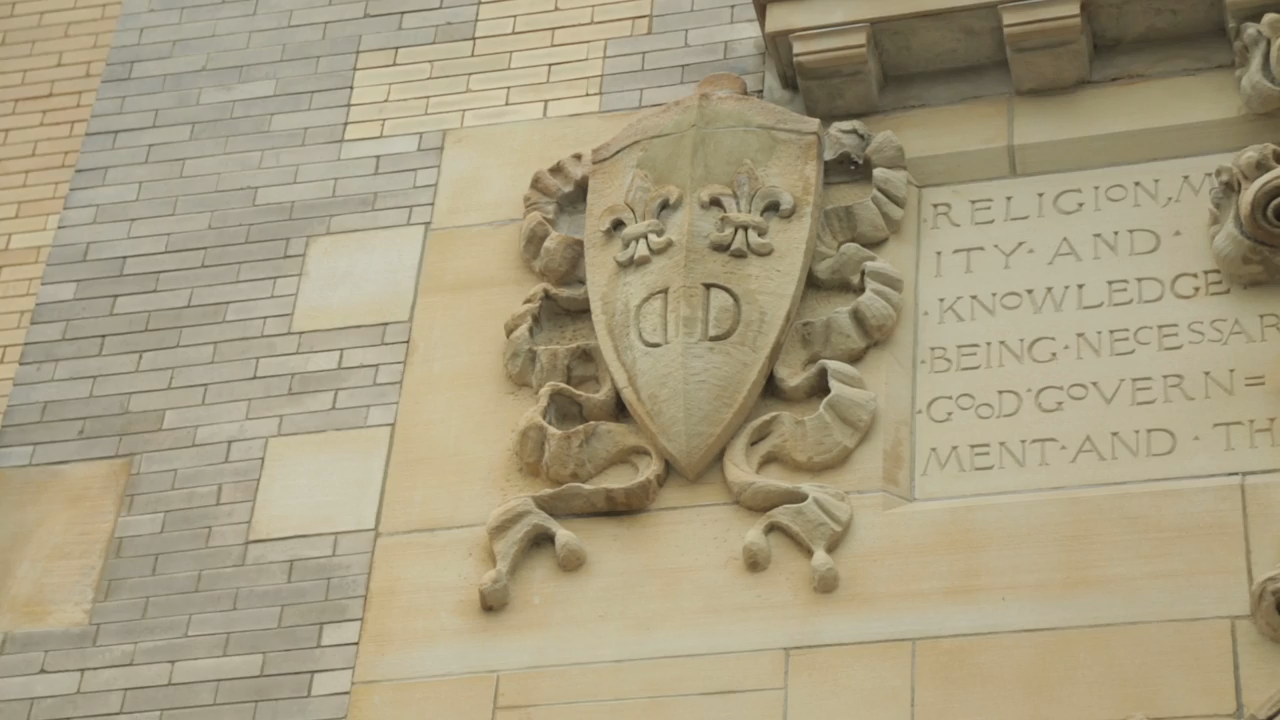 RELIGION, M
ITY · AND ·
· KNOWLEDGE
· BEING · NECESSAR
· GOOD · GOVERN=
MENT · AND · TH
D D